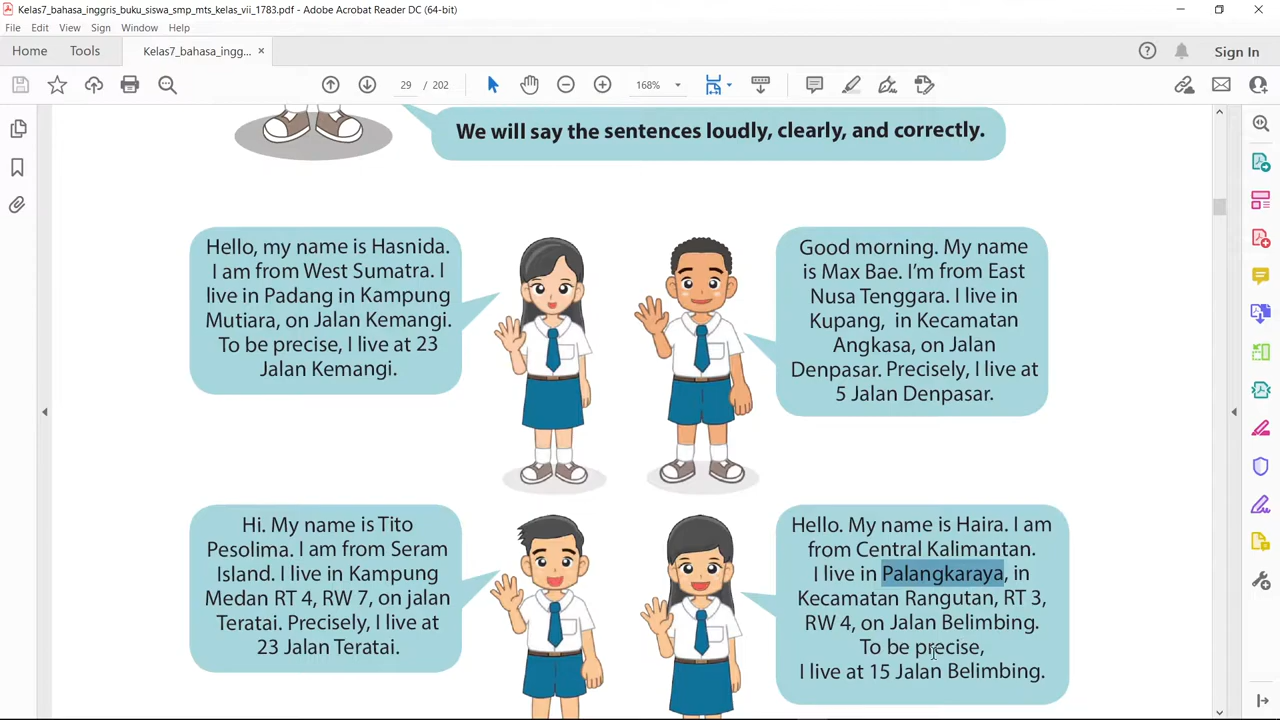 Kelas7_bahasa_inggris_buku_siswa_smp_mts_kelas_vii_1783.pdf - Adobe Acrobat Reader DC (64-bit)
File Edit View Sign Window Help
Home Tools Kelas7_bahasa_ingg... × Sign In
29 / 202 168%
We will say the sentences loudly, clearly, and correctly.
Hello, my name is Hasnida.
I am from West Sumatra. I
live in Padang in Kampung
Mutiara, on Jalan Kemangi.
To be precise, I live at 23
Jalan Kemangi.
Good morning. My name
is Max Bae. I'm from East
Nusa Tenggara. I live in
Kupang, in Kecamatan
Angkasa, on Jalan
Denpasar. Precisely, I live at
5 Jalan Denpasar.
Hi. My name is Tito
Pesolima. I am from Seram
Island. I live in Kampung
Medan RT 4, RW 7, on jalan
Teratai. Precisely, I live at
23 Jalan Teratai.
Hello. My name is Haira. I am
from Central Kalimantan.
I live in Palangkaraya, in
Kecamatan Rangutan, RT 3,
RW 4, on Jalan Belimbing.
To be precise,
I live at 15 Jalan Belimbing.